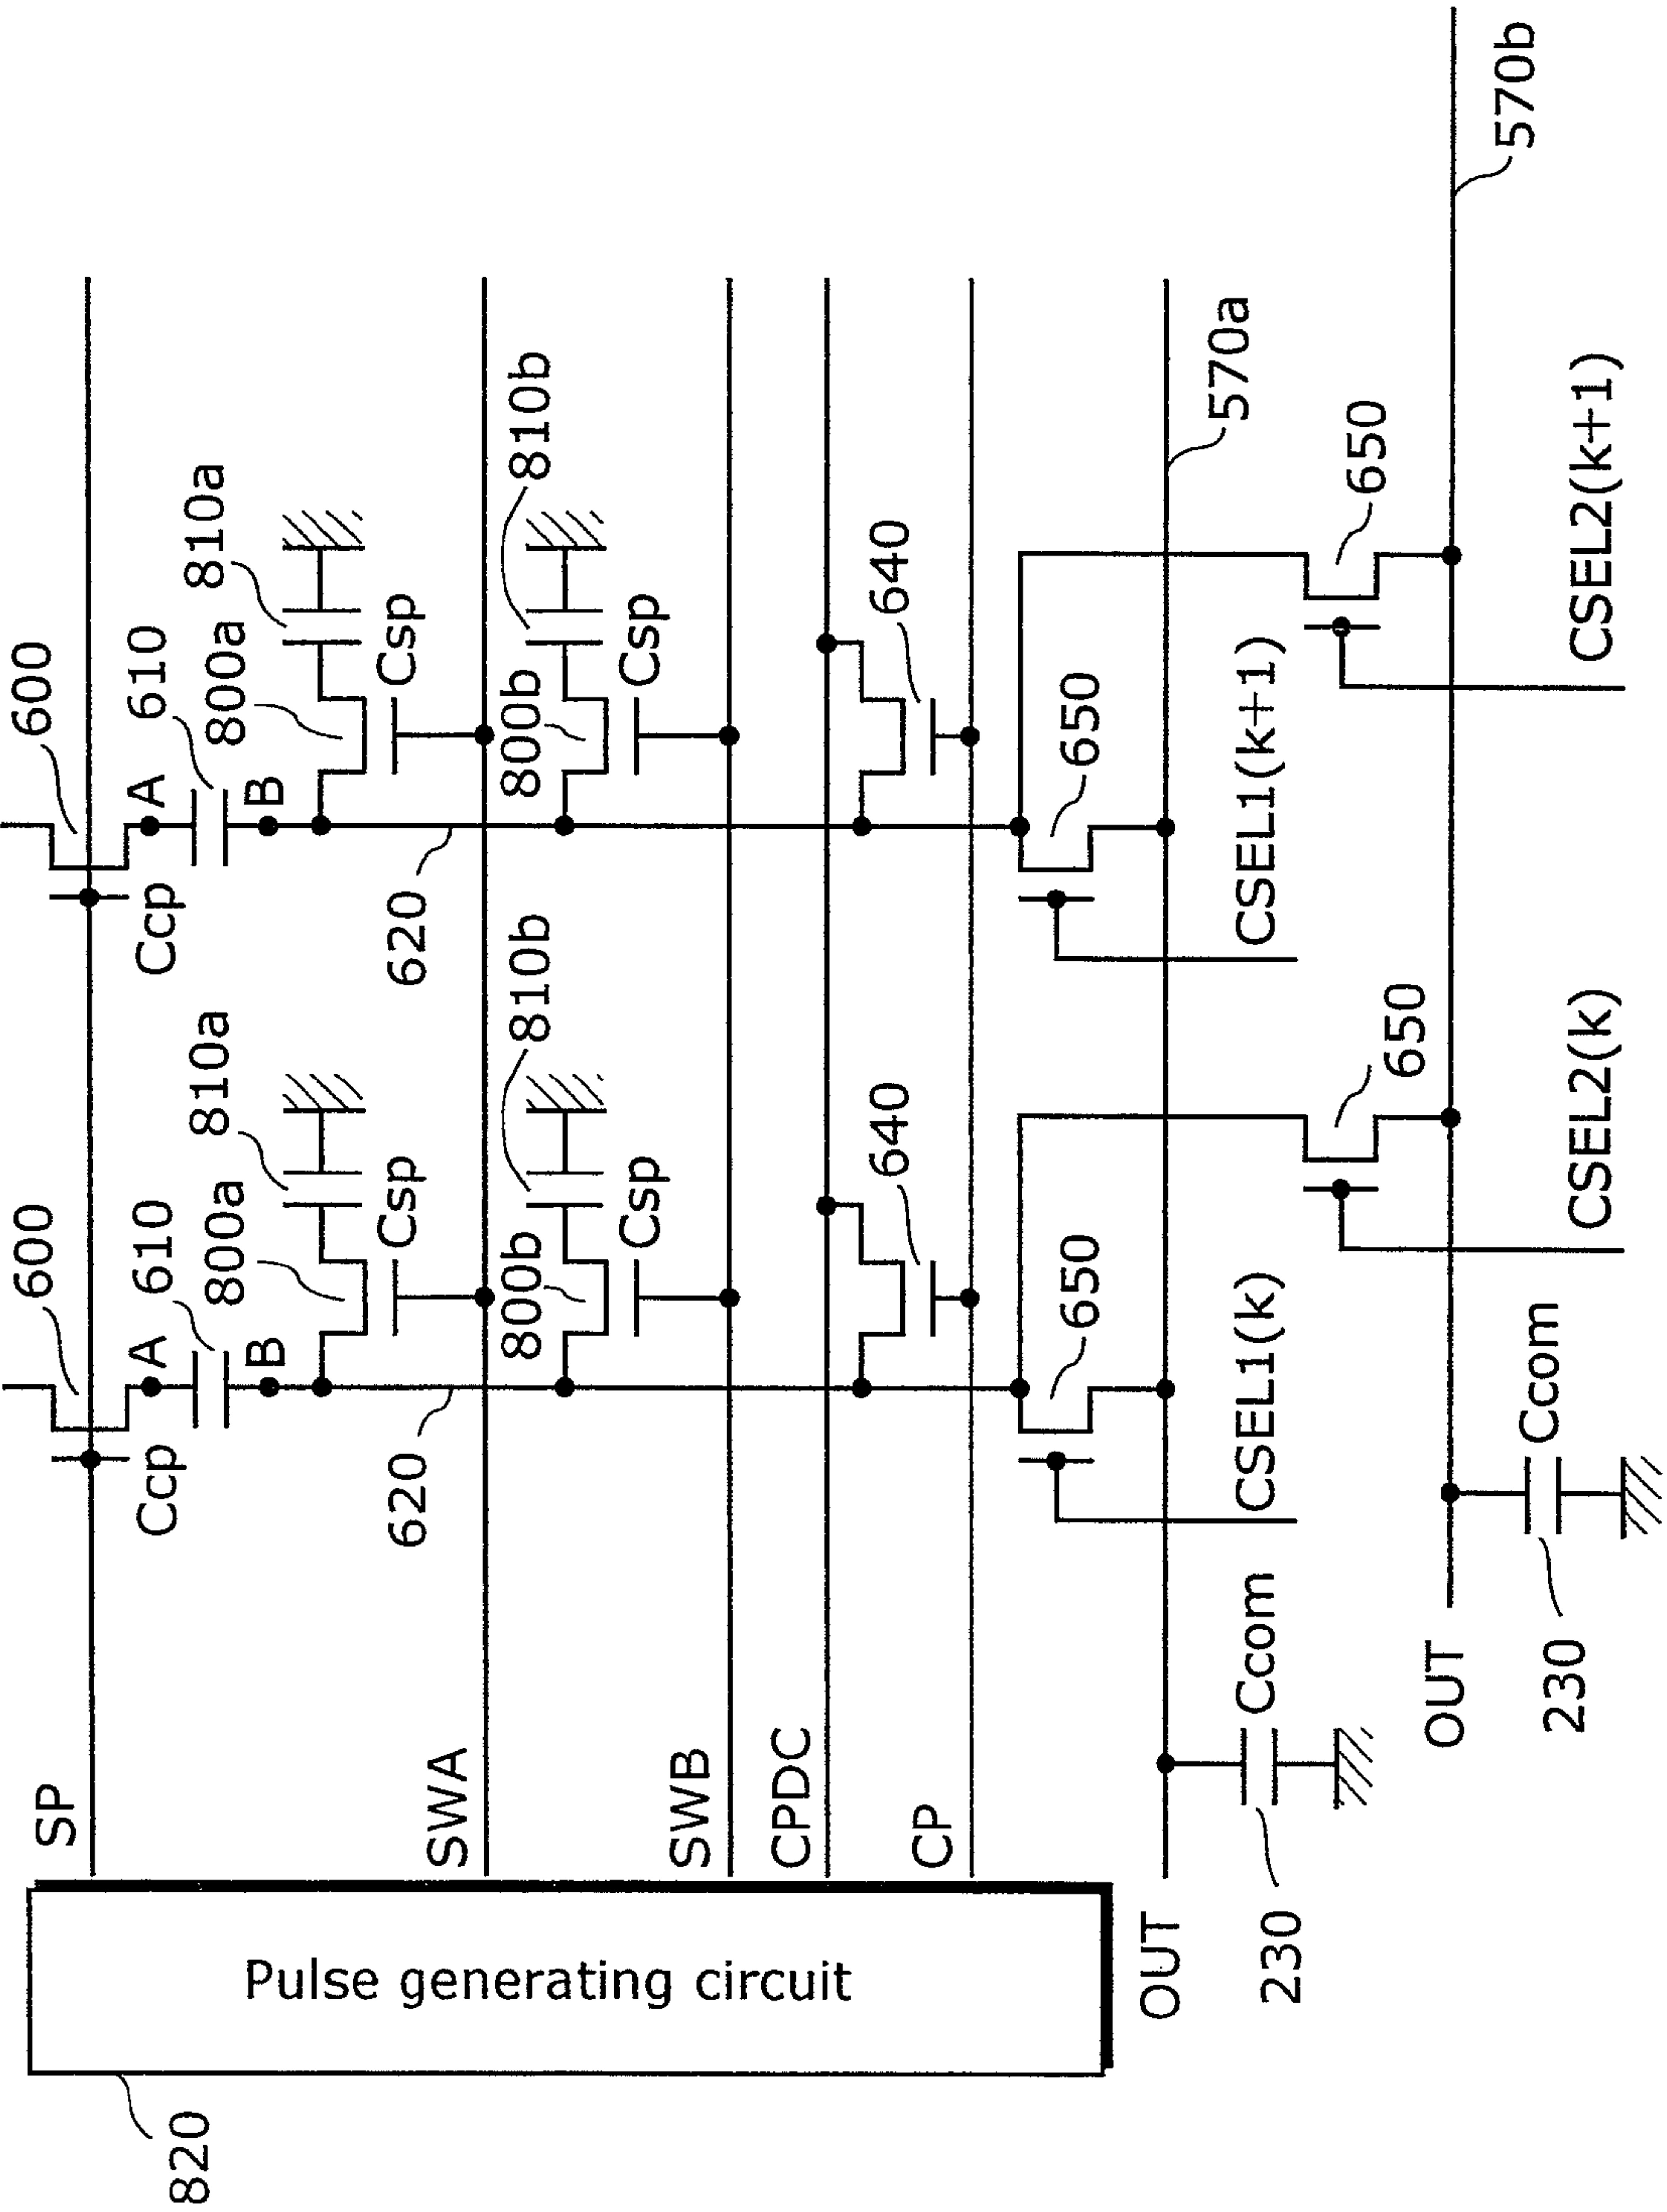 820
Pulse generating circuit
SP
SWA
SWB
CPDC
CP
OUT
OUT
600
A
610
B
Ccp
800a
810a
Csp
620
800b
810b
Csp
640
650
CSEL1(k)
650
CSEL2(k)
600
A
610
B
Ccp
800a
810a
Csp
620
800b
810b
Csp
640
650
CSEL1(k+1)
650
CSEL2(k+1)
570a
570b
Ccom
230
Ccom
230